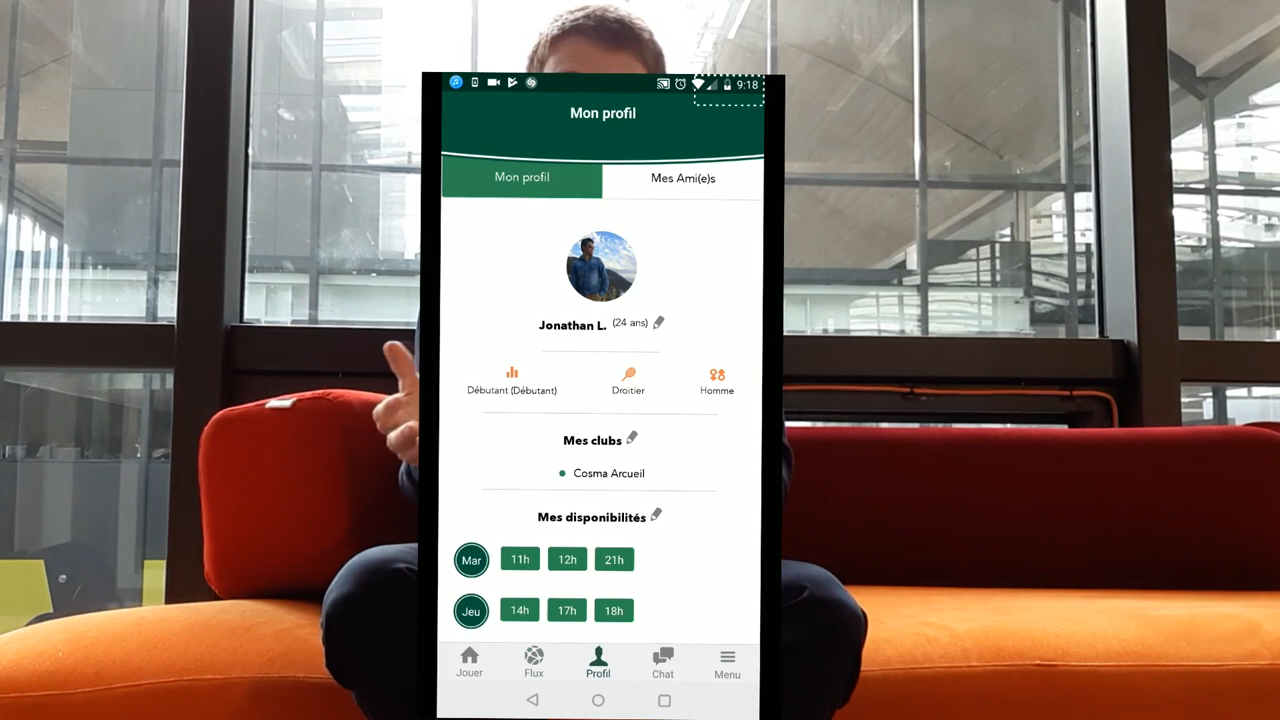 9:18
Mon profil
Mon profil Mes Ami(e)s
Jonathan L. (24 ans)
Débutant (Débutant) Droitier Homme
Mes clubs
Cosma Arcueil
Mes disponibilités
Mar 11h 12h 21h
Jeu 14h 17h 18h
Jouer Flux Profil Chat Menu